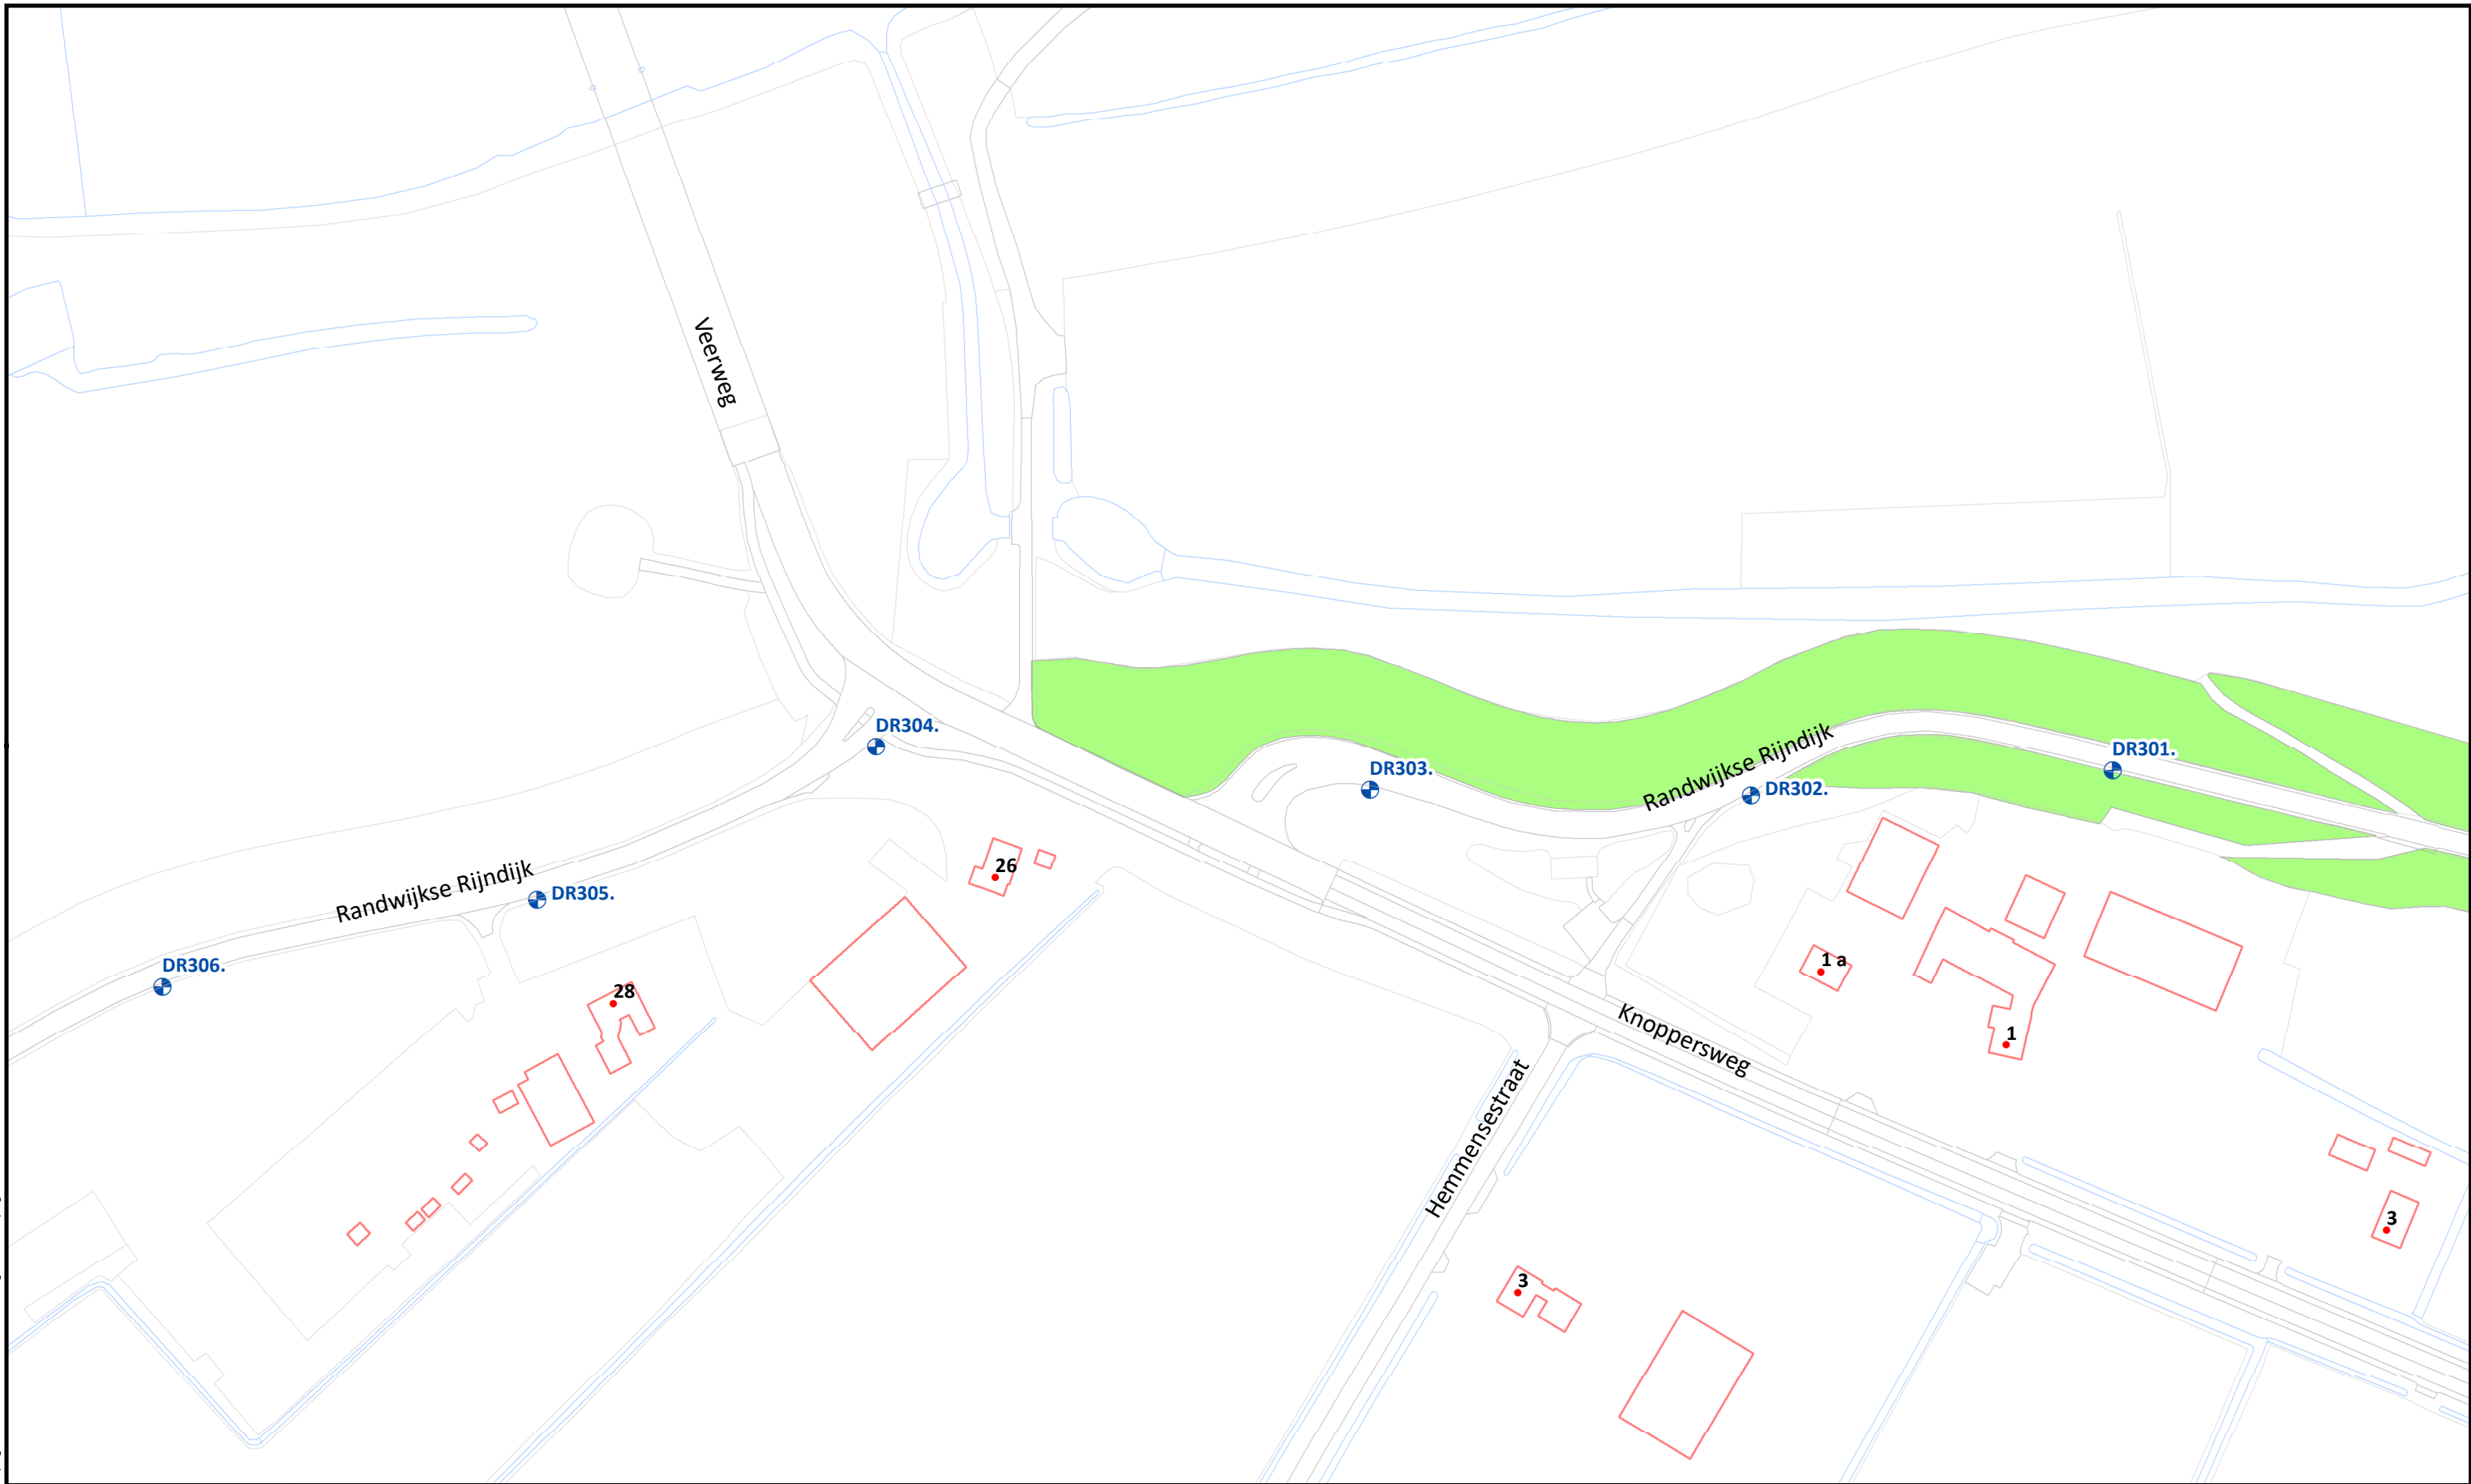 Veerweg
DR304.
Randwijkse Rijndijk
DR301.
DR303.
DR302.
26
Randwijkse Rijndijk
DR305.
DR306.
28
1 a
1
Knoppersweg
Hemmensestraat
3
3